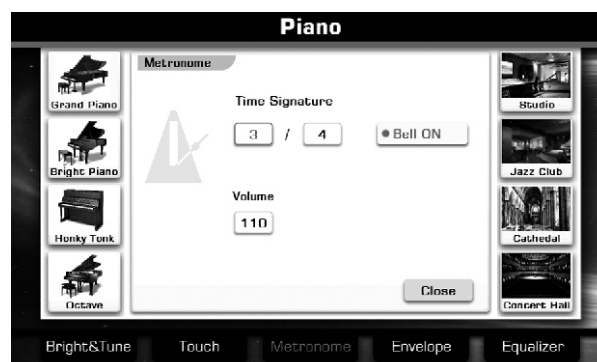 Piano
Grand Piano
Bright Piano
Honky Tonk
Octave
Metronome
Time Signature
3 / 4
Bell ON
Volume
110
Close
Studio
Jazz Club
Cathedal
Concert Hall
Bright&Tune Touch Metronome Envelope Equalizer